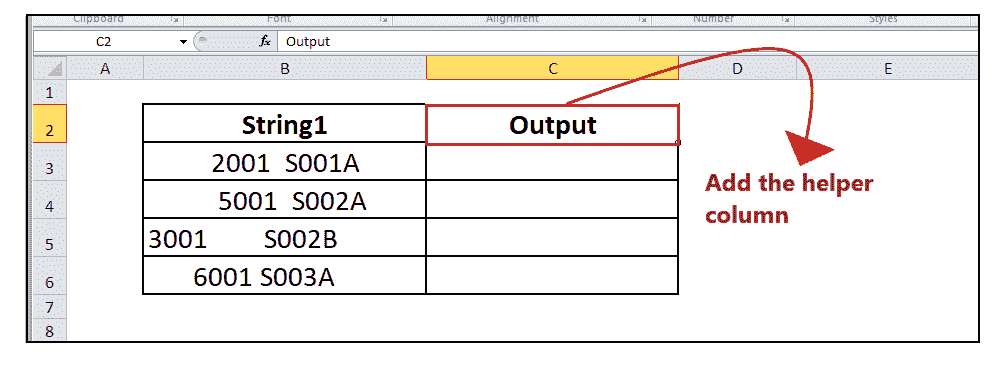 Clipboard Font Alignment Number Styles
C2 fx Output
A B C D E
1
2 String1 Output
3 2001 S001A
4 5001 S002A
5 3001 S002B
6 6001 S003A
7
8
Add the helper
column